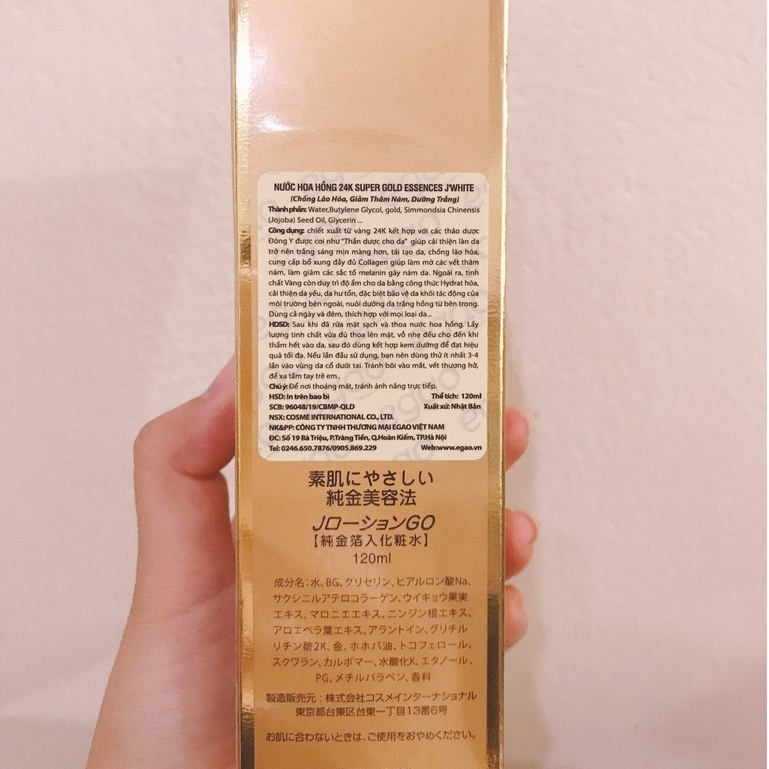 NƯỚC HOA HỒNG 24K SUPER GOLD ESSENCES J'WHITE
(Chống Lão Hóa, Giảm Thâm Nám, Dưỡng Trắng)
Thành phần: Water,Butylene Glycol, gold, Simmondsia Chinensis
(Jojoba) Seed Oil, Glycerin ...
Công dụng: chiết xuất từ vàng 24K kết hợp với các thảo dược
Đông Y được coi như "Thần dược cho da" giúp cải thiện làn da
trở nên trắng sáng mịn màng hơn, tái tạo da, chống lão hóa,
cung cấp bổ xung đầy đủ Collagen giúp làm mờ các vết thâm
nám, làm giảm các sắc tố melanin gây nám da. Ngoài ra, tinh
chất Vàng còn duy trì độ ẩm cho da bằng công thức Hydrat hóa,
cải thiện da yếu, da hư tổn, đặc biệt bảo vệ da khỏi tác động của
môi trường bên ngoài, nuôi dưỡng da trắng hồng từ bên trong.
Dùng cả ngày và đêm, thích hợp với mọi loại da...
HDSD: Sau khi đã rửa mặt sạch và thoa nước hoa hồng. Lấy
lượng tinh chất vừa đủ thoa lên mặt, vỗ nhẹ đều cho đến khi
thẩm hết vào da, sau đó dùng kết hợp kem dưỡng để đạt hiệu
quả tối đa. Nếu lần đầu sử dụng, bạn nên dùng thử ít nhất 3-4
lần vào vùng da cổ dưới tai. Tránh bôi vào mắt, vết thương hở,
để xa tầm tay trẻ em..
Chú ý: Để nơi thoáng mát, tránh ánh nắng trực tiếp.
HSD: In trên bao bì Thể tích: 120ml
SCB: 96048/19/CBMP-QLD Xuất xứ: Nhật Bản
NSX: COSME INTERNATIONAL CO., LTD.
NK&PP: CÔNG TY TNHH THƯƠNG MẠI EGAO VIỆT NAM
ĐC: Số 19 Bà Triệu, P.Tràng Tiền, Q.Hoàn Kiếm, TP.Hà Nội
Tel: 0246.650.7876/0905.869.229 Web:www.egao.vn
素肌にやさしい
純金美容法
JローションGO
【純金箔入化粧水】
120ml
成分名:水、BG、グリセリン、ヒアルロン酸Na、
サクシニルアテロコラーゲン、ウイキョウ果実
エキス、マロニエエキス、ニンジン根エキス、
アロエベラ葉エキス、アラントイン、グリチル
リチン酸2K、金、ホホバ油、トコフェロール、
スクワラン、カルボマー、水酸化K、エタノール、
PG、メチルパラベン、香料
製造販売元:株式会社コスメインターナショナル
東京都台東区台東一丁目13番6号
お肌に合わないときは、ご使用をおやめください。